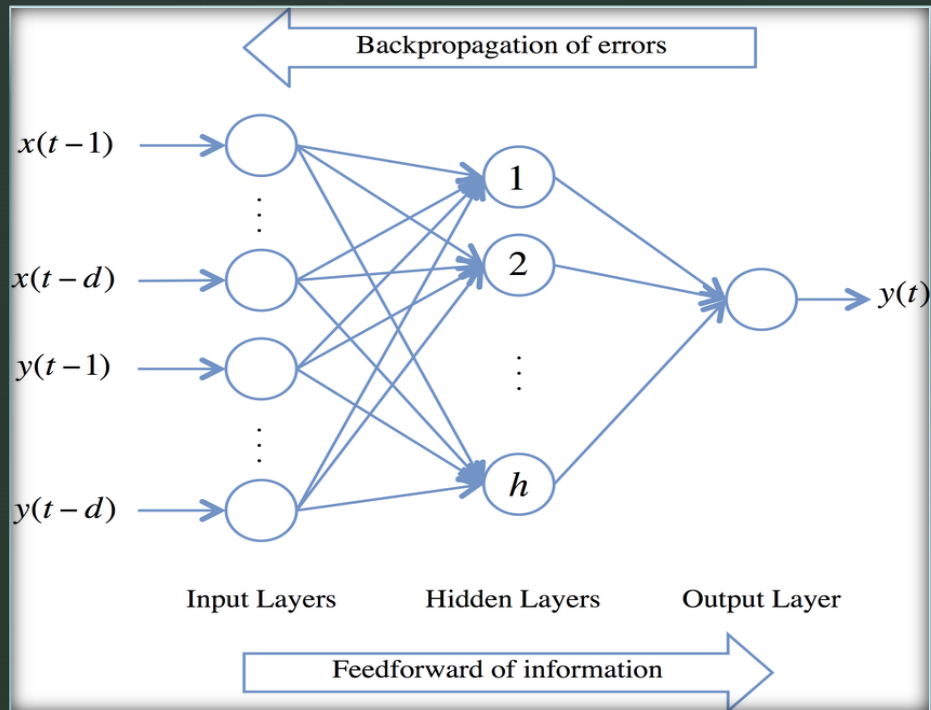 Backpropagation of errors
x(t − 1)
x(t − d)
y(t − 1)
y(t − d)
1
2
h
y(t)
Input Layers
Hidden Layers
Output Layer
Feedforward of information